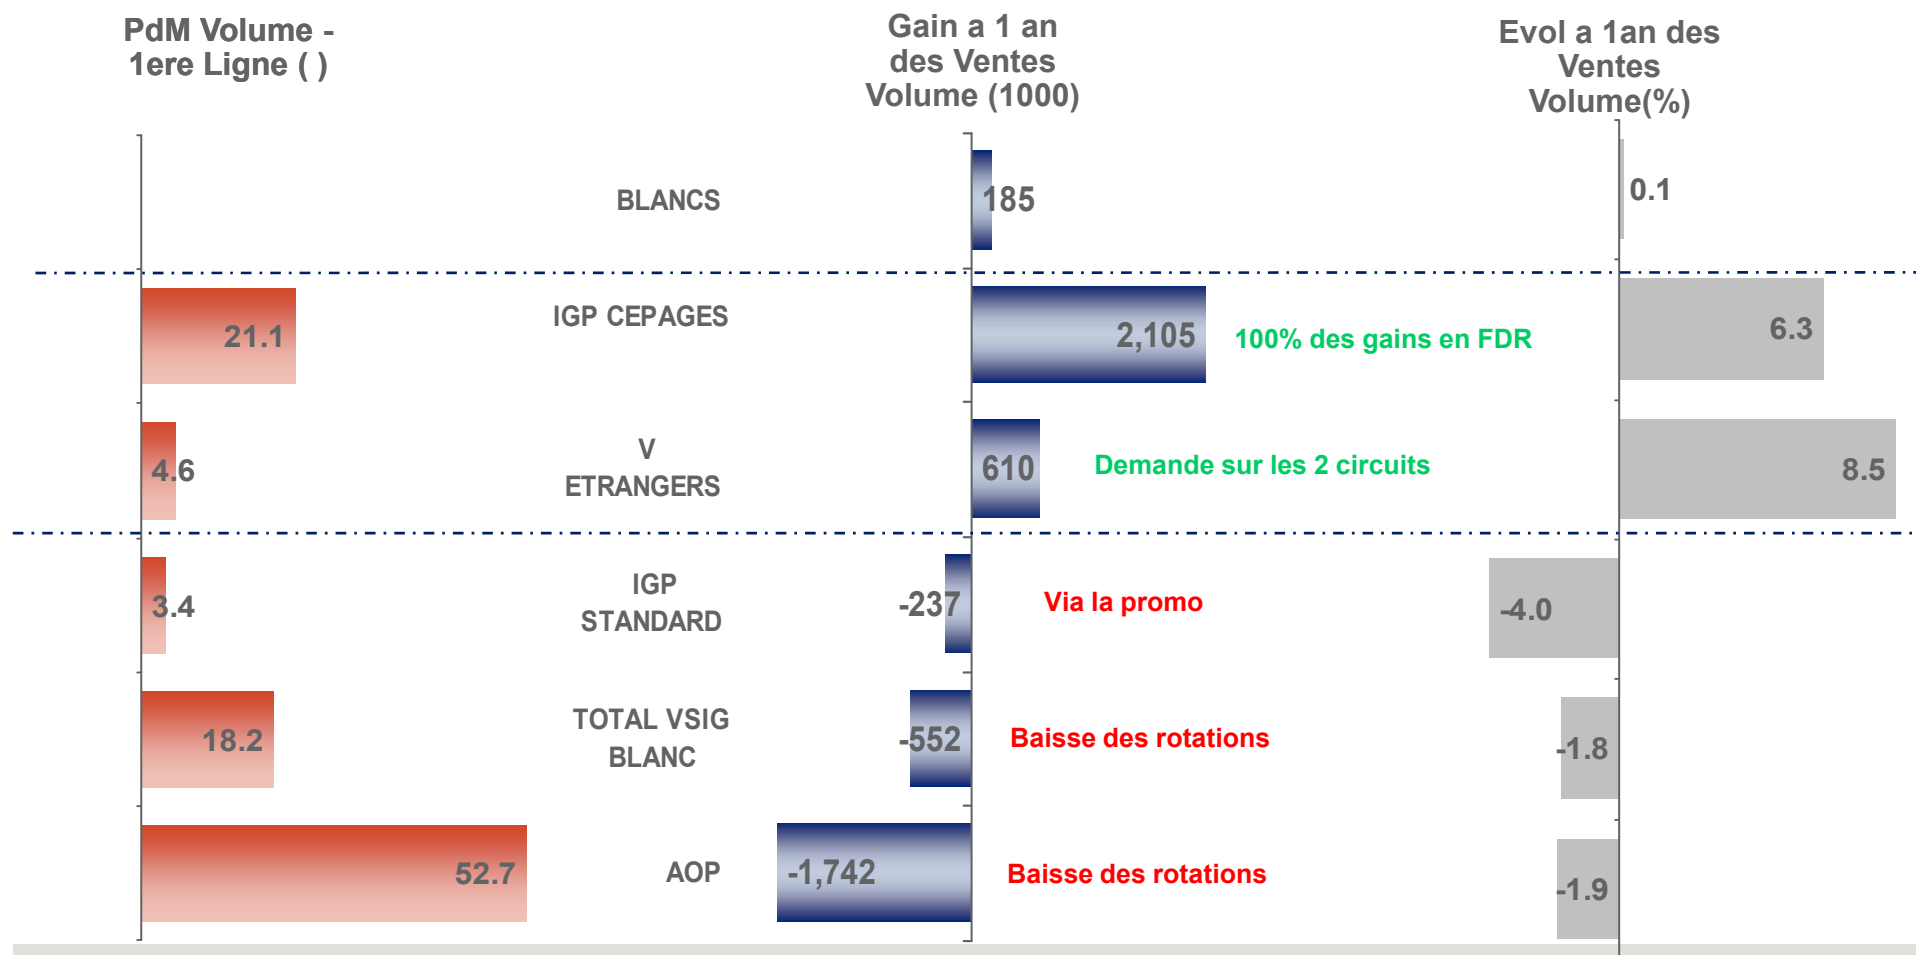 PdM Volume -
1ere Ligne ( )
Gain a 1 an
des Ventes
Volume (1000)
Evol a 1an des
Ventes
Volume(%)
BLANCS
185
0.1
21.1
IGP CEPAGES
2,105
100% des gains en FDR
6.3
4.6
V
ETRANGERS
610
Demande sur les 2 circuits
8.5
3.4
IGP
STANDARD
-237
Via la promo
-4.0
18.2
TOTAL VSIG
BLANC
-552
Baisse des rotations
-1.8
52.7
AOP
-1,742
Baisse des rotations
-1.9